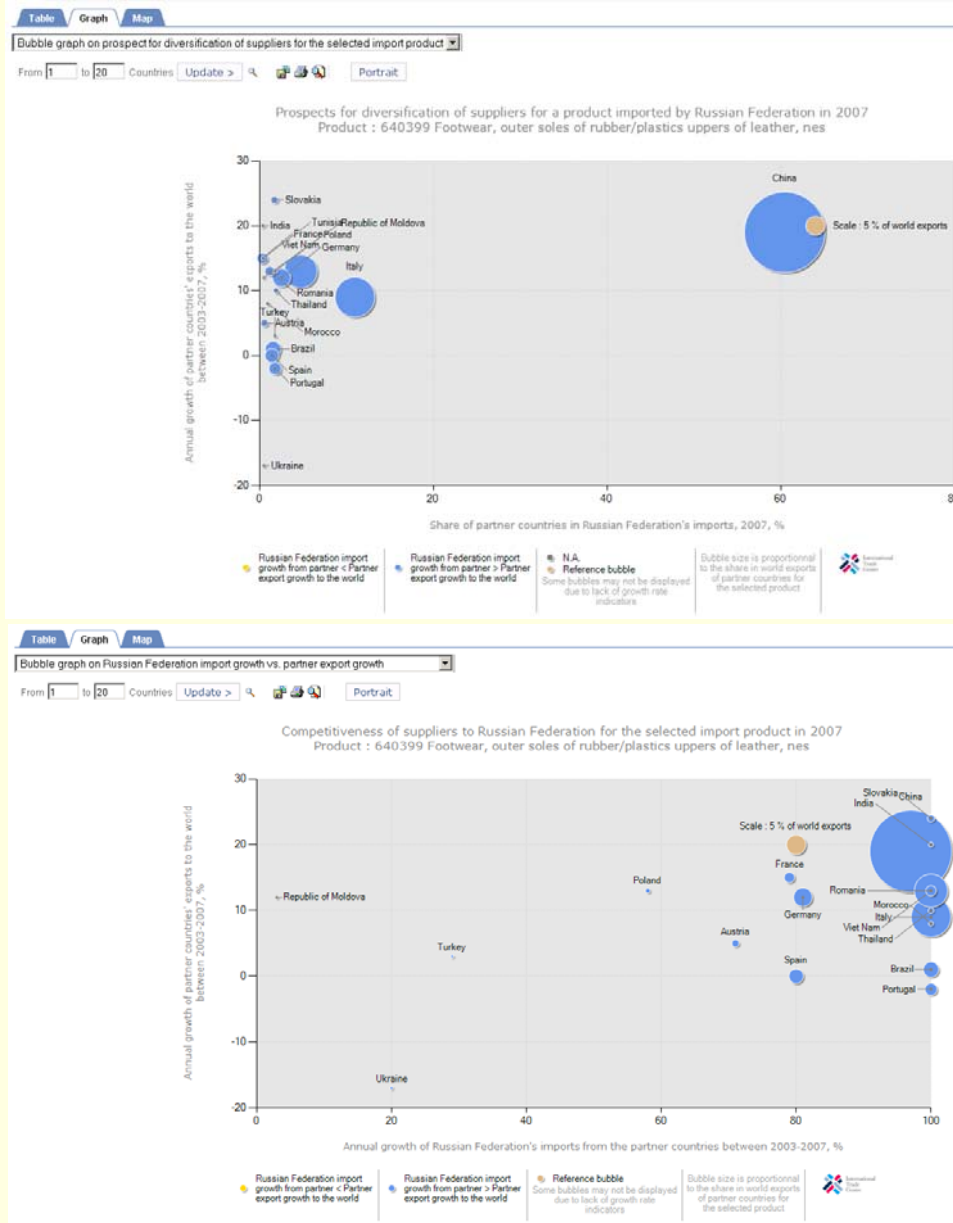 Table Graph Map
Bubble graph on prospect for diversification of suppliers for the selected import product
From 1 to 20 Countries Update > Portrait
Prospects for diversification of suppliers for a product imported by Russian Federation in 2007
Product : 640399 Footwear, outer soles of rubber/plastics uppers of leather, nes
Annual growth of partner countries' exports to the world
between 2003-2007, %
30
20
10
0
-10
-20
China
Scale : 5 % of world exports
Slovakia
India
Tunisia
Republic of Moldova
France
Poland
Viet Nam
Germany
Italy
Romania
Thailand
Turkey
Austria
Morocco
Brazil
Spain
Portugal
Ukraine
0 20 40 60 8
Share of partner countries in Russian Federation's imports, 2007, %
Russian Federation import
growth from partner < Partner
export growth to the world
Russian Federation import
growth from partner > Partner
export growth to the world
N.A.
Reference bubble
Some bubbles may not be displayed
due to lack of growth rate
indicators
Bubble size is proportionnal
to the share in world exports
of partner countries for
the selected product
International
Trade
Centre
Table Graph Map
Bubble graph on Russian Federation import growth vs. partner export growth
From 1 to 20 Countries Update > Portrait
Competitiveness of suppliers to Russian Federation for the selected import product in 2007
Product : 640399 Footwear, outer soles of rubber/plastics uppers of leather, nes
Annual growth of partner countries' exports to the world
between 2003-2007, %
30
20
10
0
-10
-20
Slovakia
China
India
Scale : 5 % of world exports
France
Poland
Romania
Republic of Moldova
Morocco
Germany
Italy
Viet Nam
Austria
Thailand
Turkey
Spain
Brazil
Portugal
Ukraine
0 20 40 60 80 100
Annual growth of Russian Federation's imports from the partner countries between 2003-2007, %
Russian Federation import
growth from partner < Partner
export growth to the world
Russian Federation import
growth from partner > Partner
export growth to the world
Reference bubble
Some bubbles may not be displayed
due to lack of growth rate
indicators
Bubble size is proportionnal
to the share in world exports
of partner countries for
the selected product
International
Trade
Centre